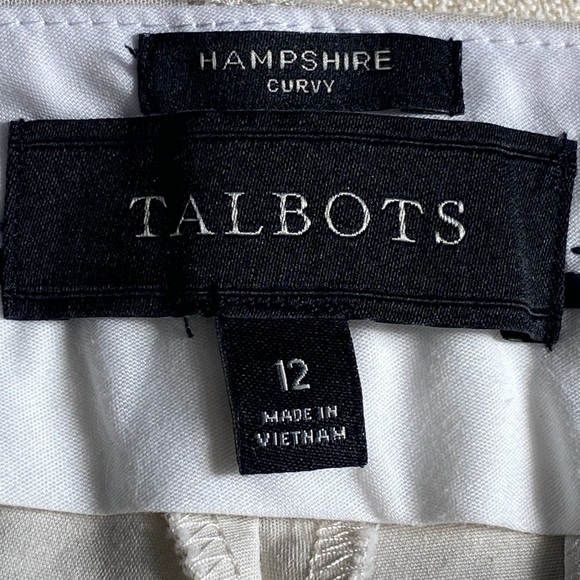 HAMPSHIRE
CURVY
TALBOTS
12
MADE IN
VIETNAM